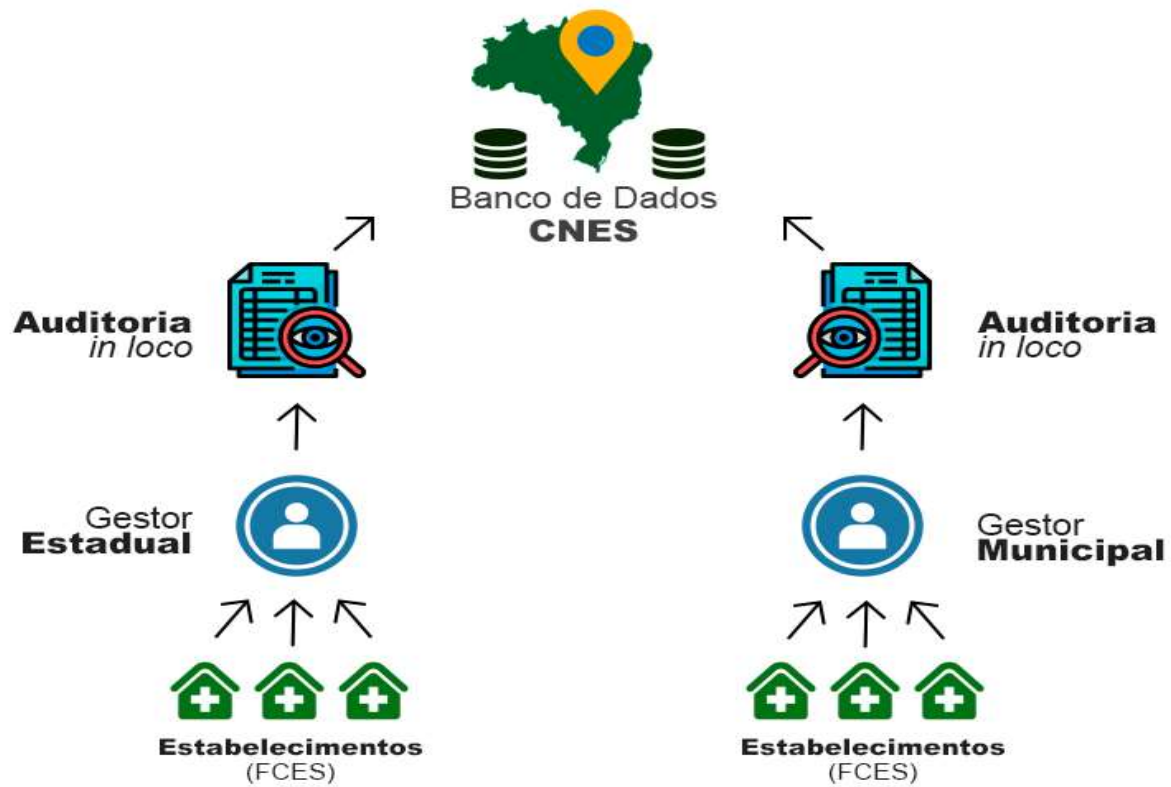 Banco de Dados
CNES
Auditoria
in loco
Auditoria
in loco
Gestor
Estadual
Gestor
Municipal
Estabelecimentos
(FCES)
Estabelecimentos
(FCES)